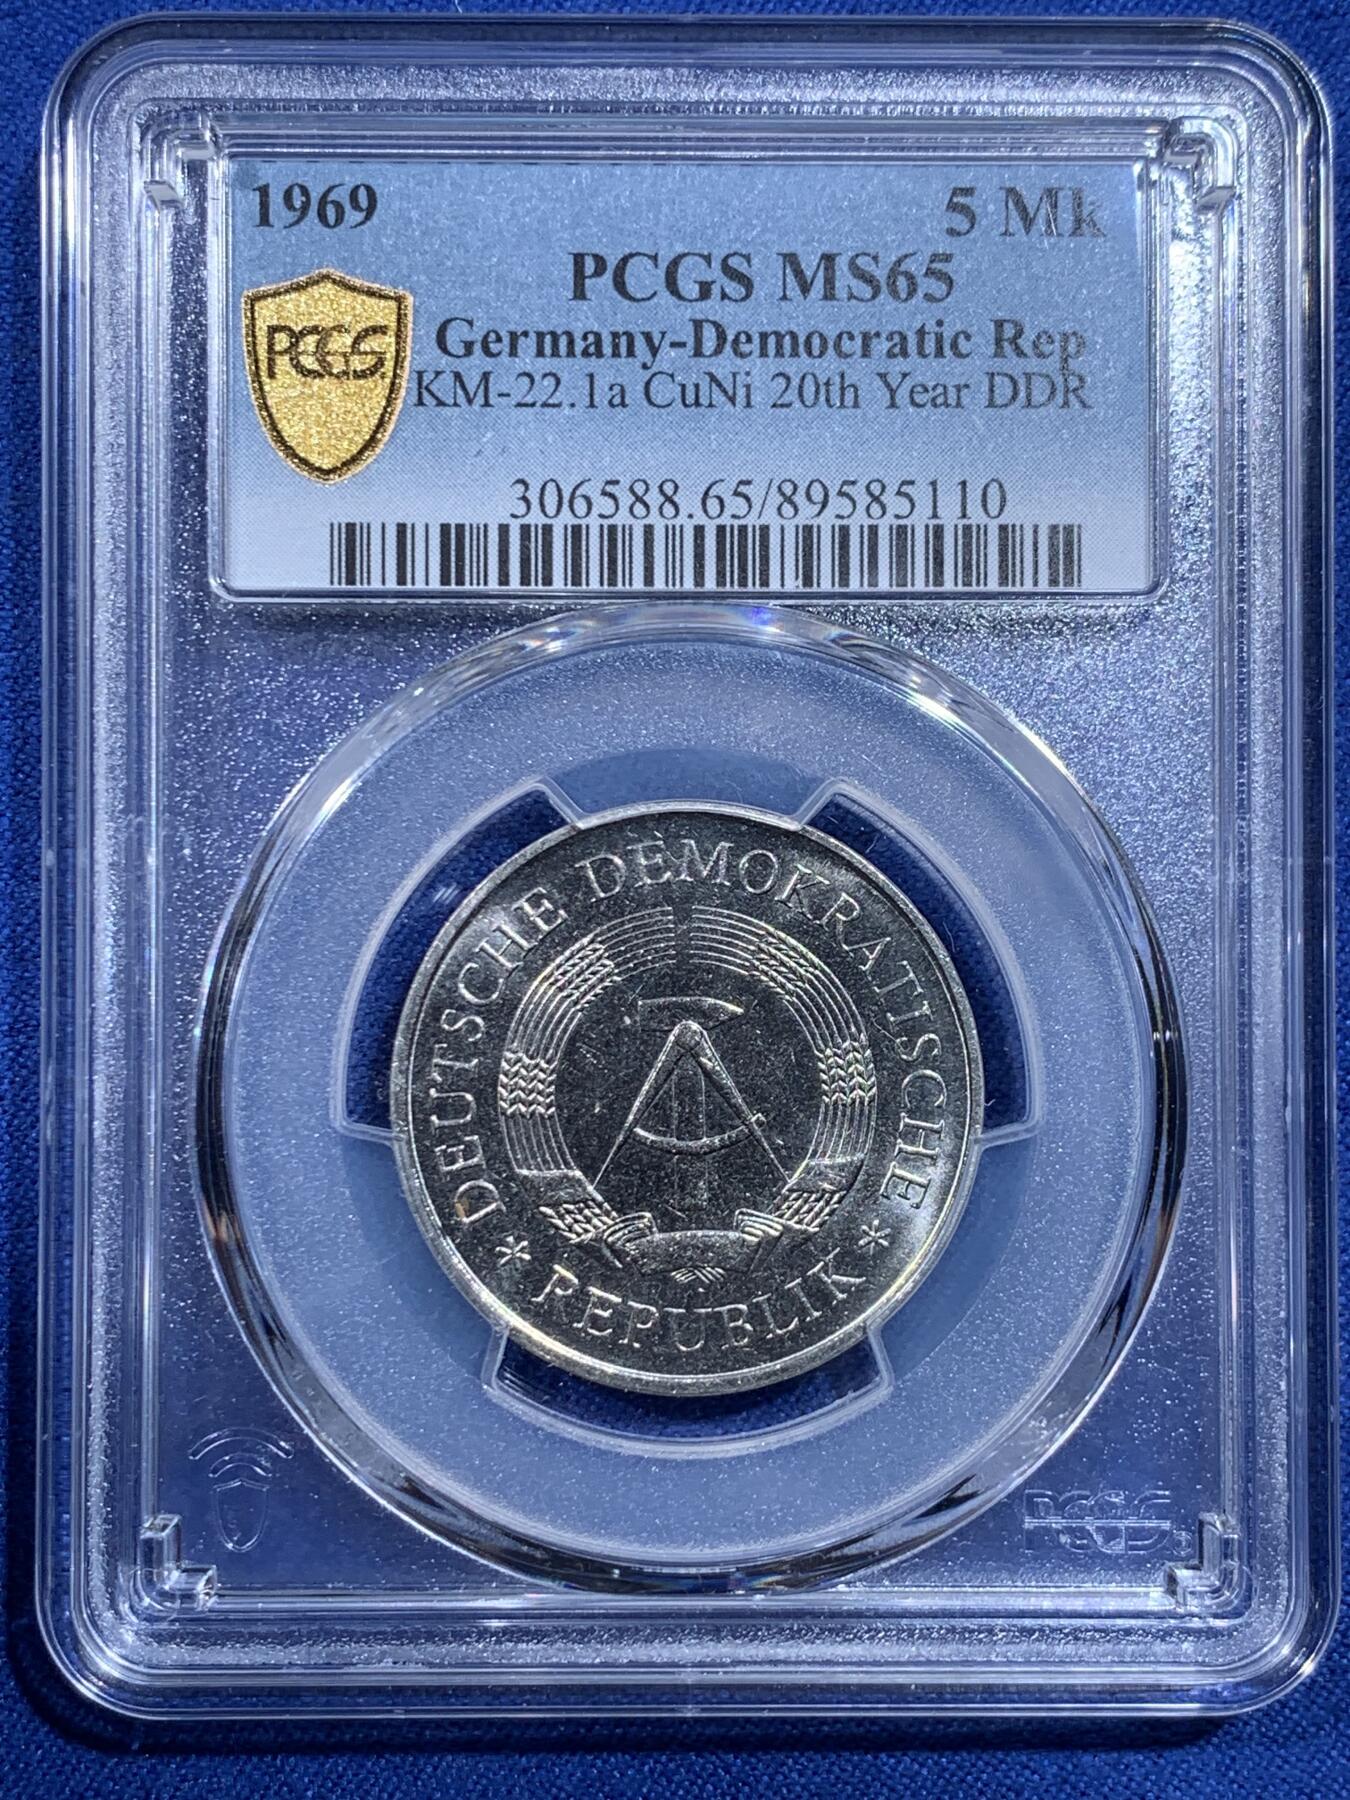 1969 5 Mk
PCGS MS65
PCGS
Germany-Democratic Rep
KM-22.1a CuNi 20th Year DDR
306588.65/89585110
DEUTSCHE DEMOKRATISCHE
* REPUBLIK *
PCGS